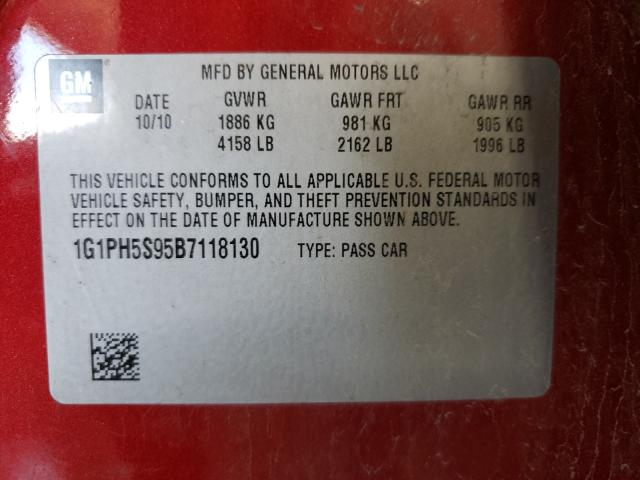 GM
MFD BY GENERAL MOTORS LLC
DATE GVWR GAWR FRT GAWR RR
10/10 1886 KG 981 KG 905 KG
4158 LB 2162 LB 1996 LB
THIS VEHICLE CONFORMS TO ALL APPLICABLE U.S. FEDERAL MOTOR
VEHICLE SAFETY, BUMPER, AND THEFT PREVENTION STANDARDS IN
EFFECT ON THE DATE OF MANUFACTURE SHOWN ABOVE.
1G1PH5S95B7118130 TYPE: PASS CAR